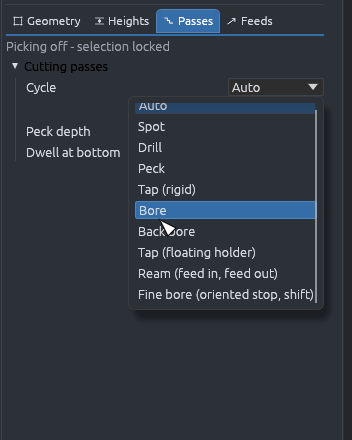 Geometry Heights Passes Feeds
Picking off - selection locked
Cutting passes
Cycle Auto
Auto
Spot
Peck depth Drill
Dwell at bottom Peck
Tap (rigid)
Bore
Back bore
Tap (floating holder)
Ream (feed in, feed out)
Fine bore (oriented stop, shift)